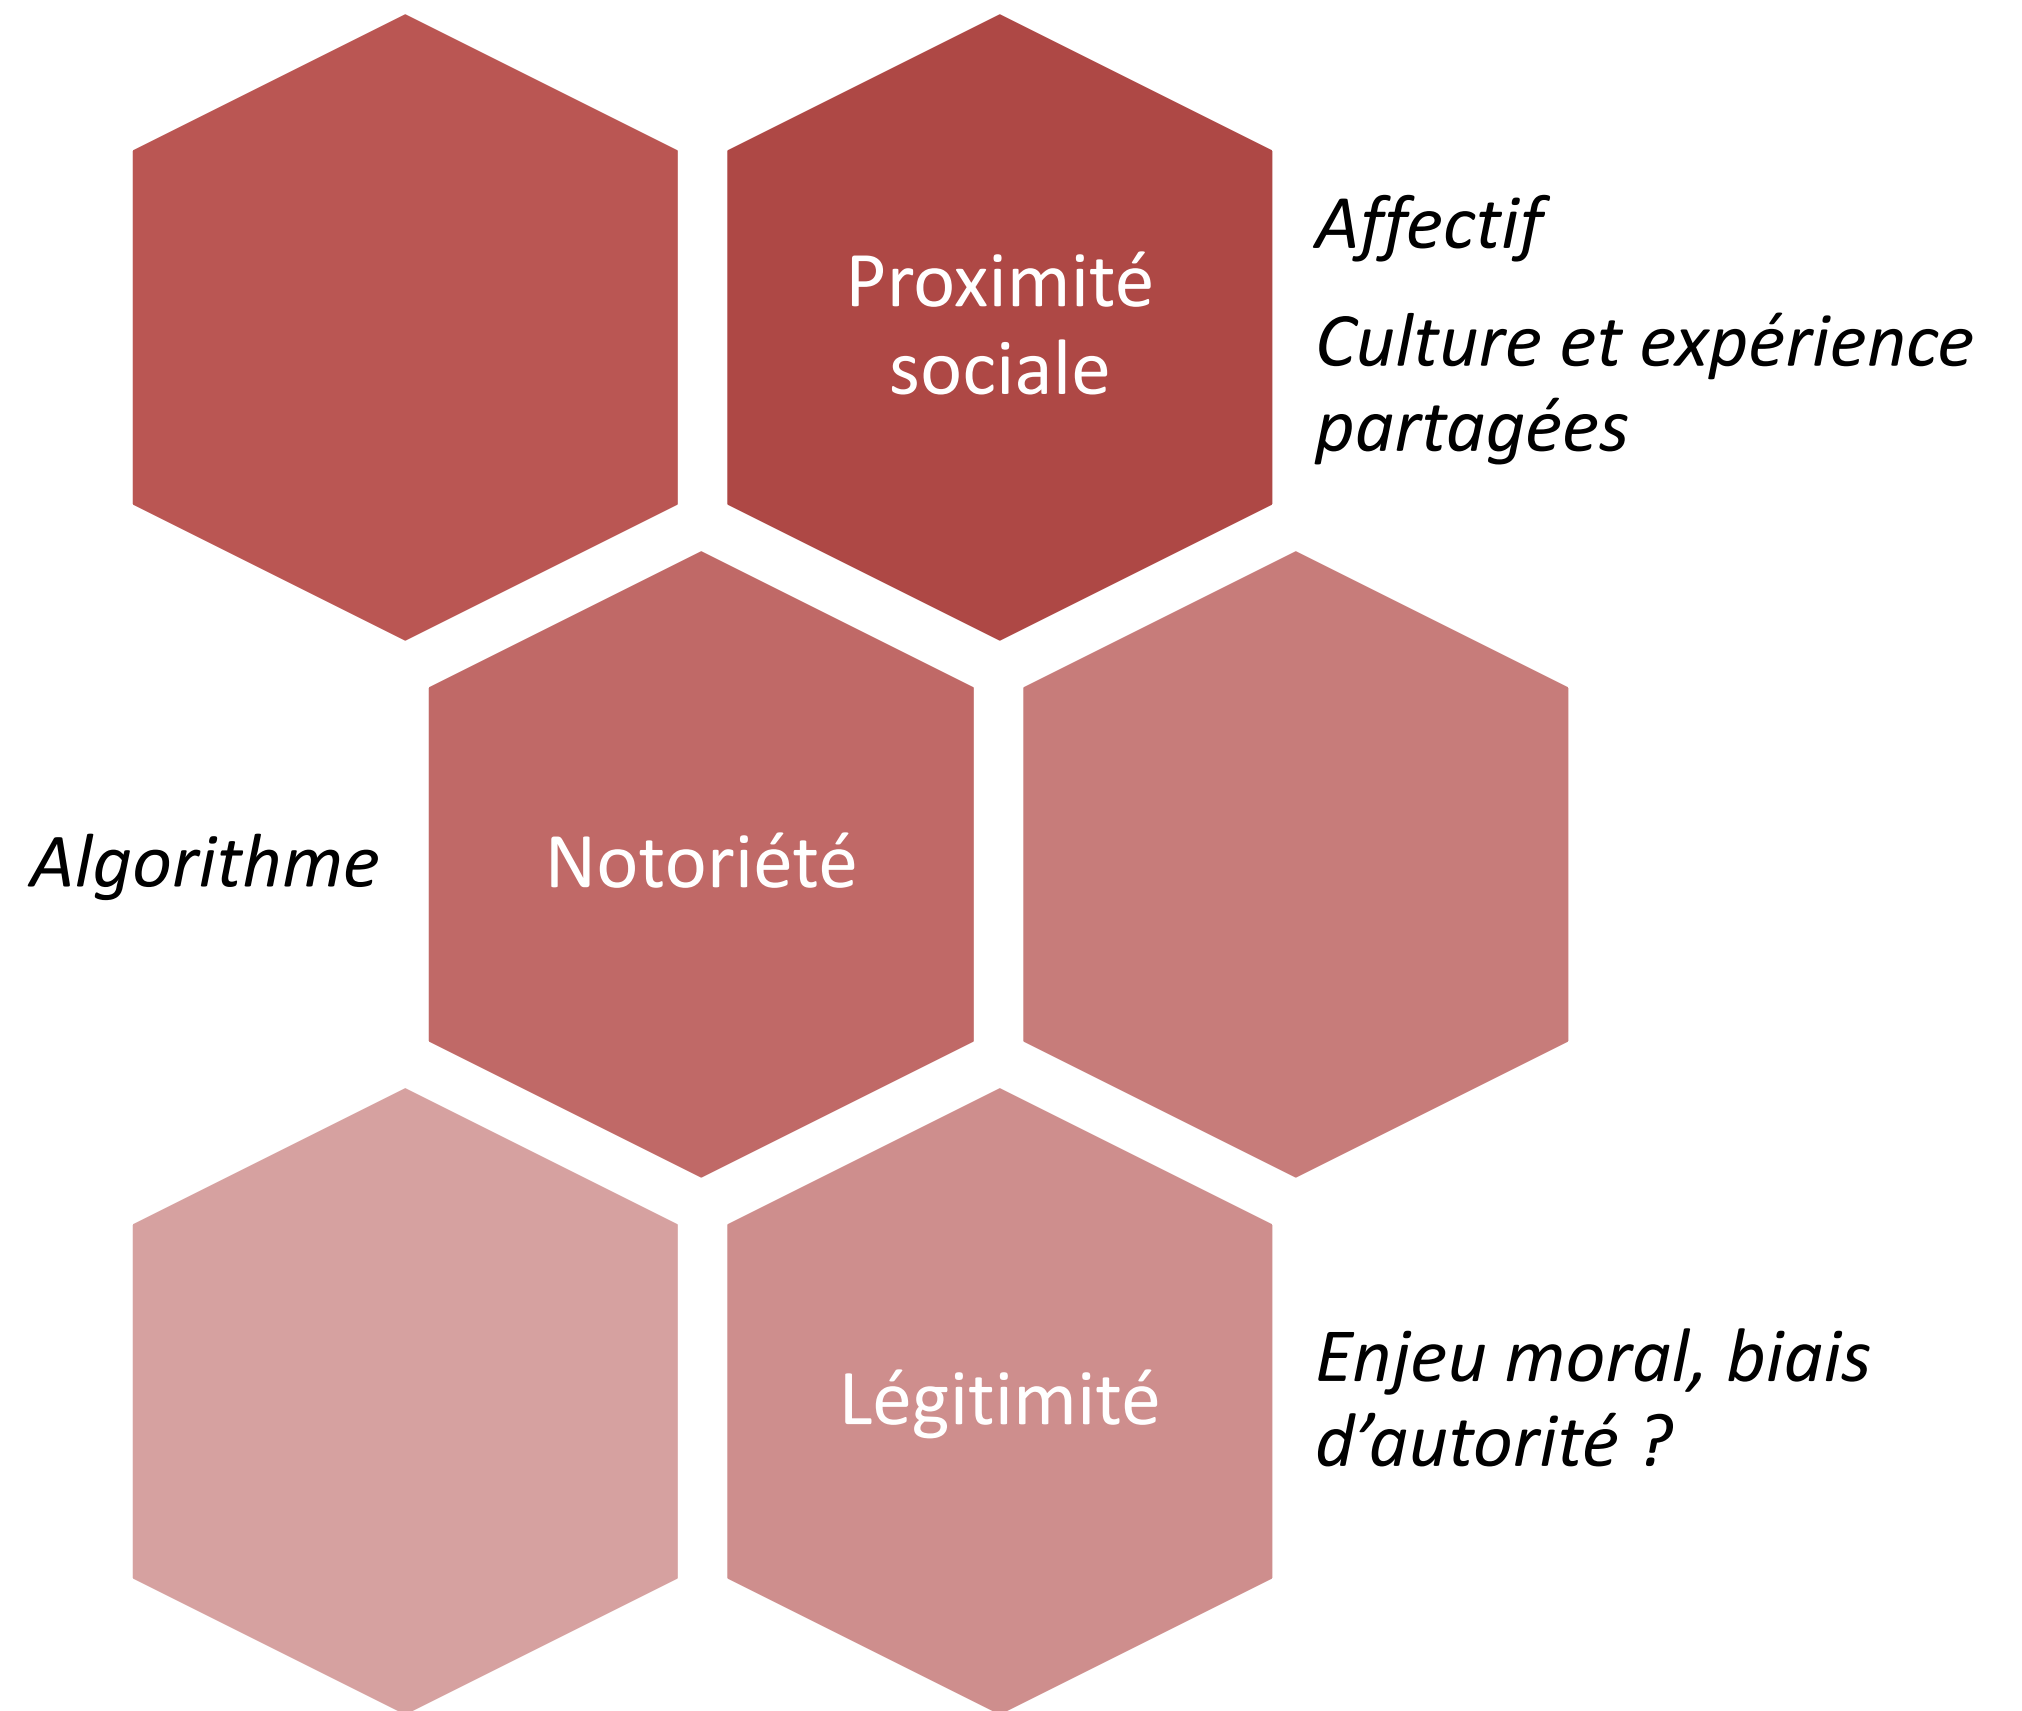 Proximité
sociale
Affectif
Culture et expérience
partagées
Algorithme
Notoriété
Légitimité
Enjeu moral, biais
d’autorité ?